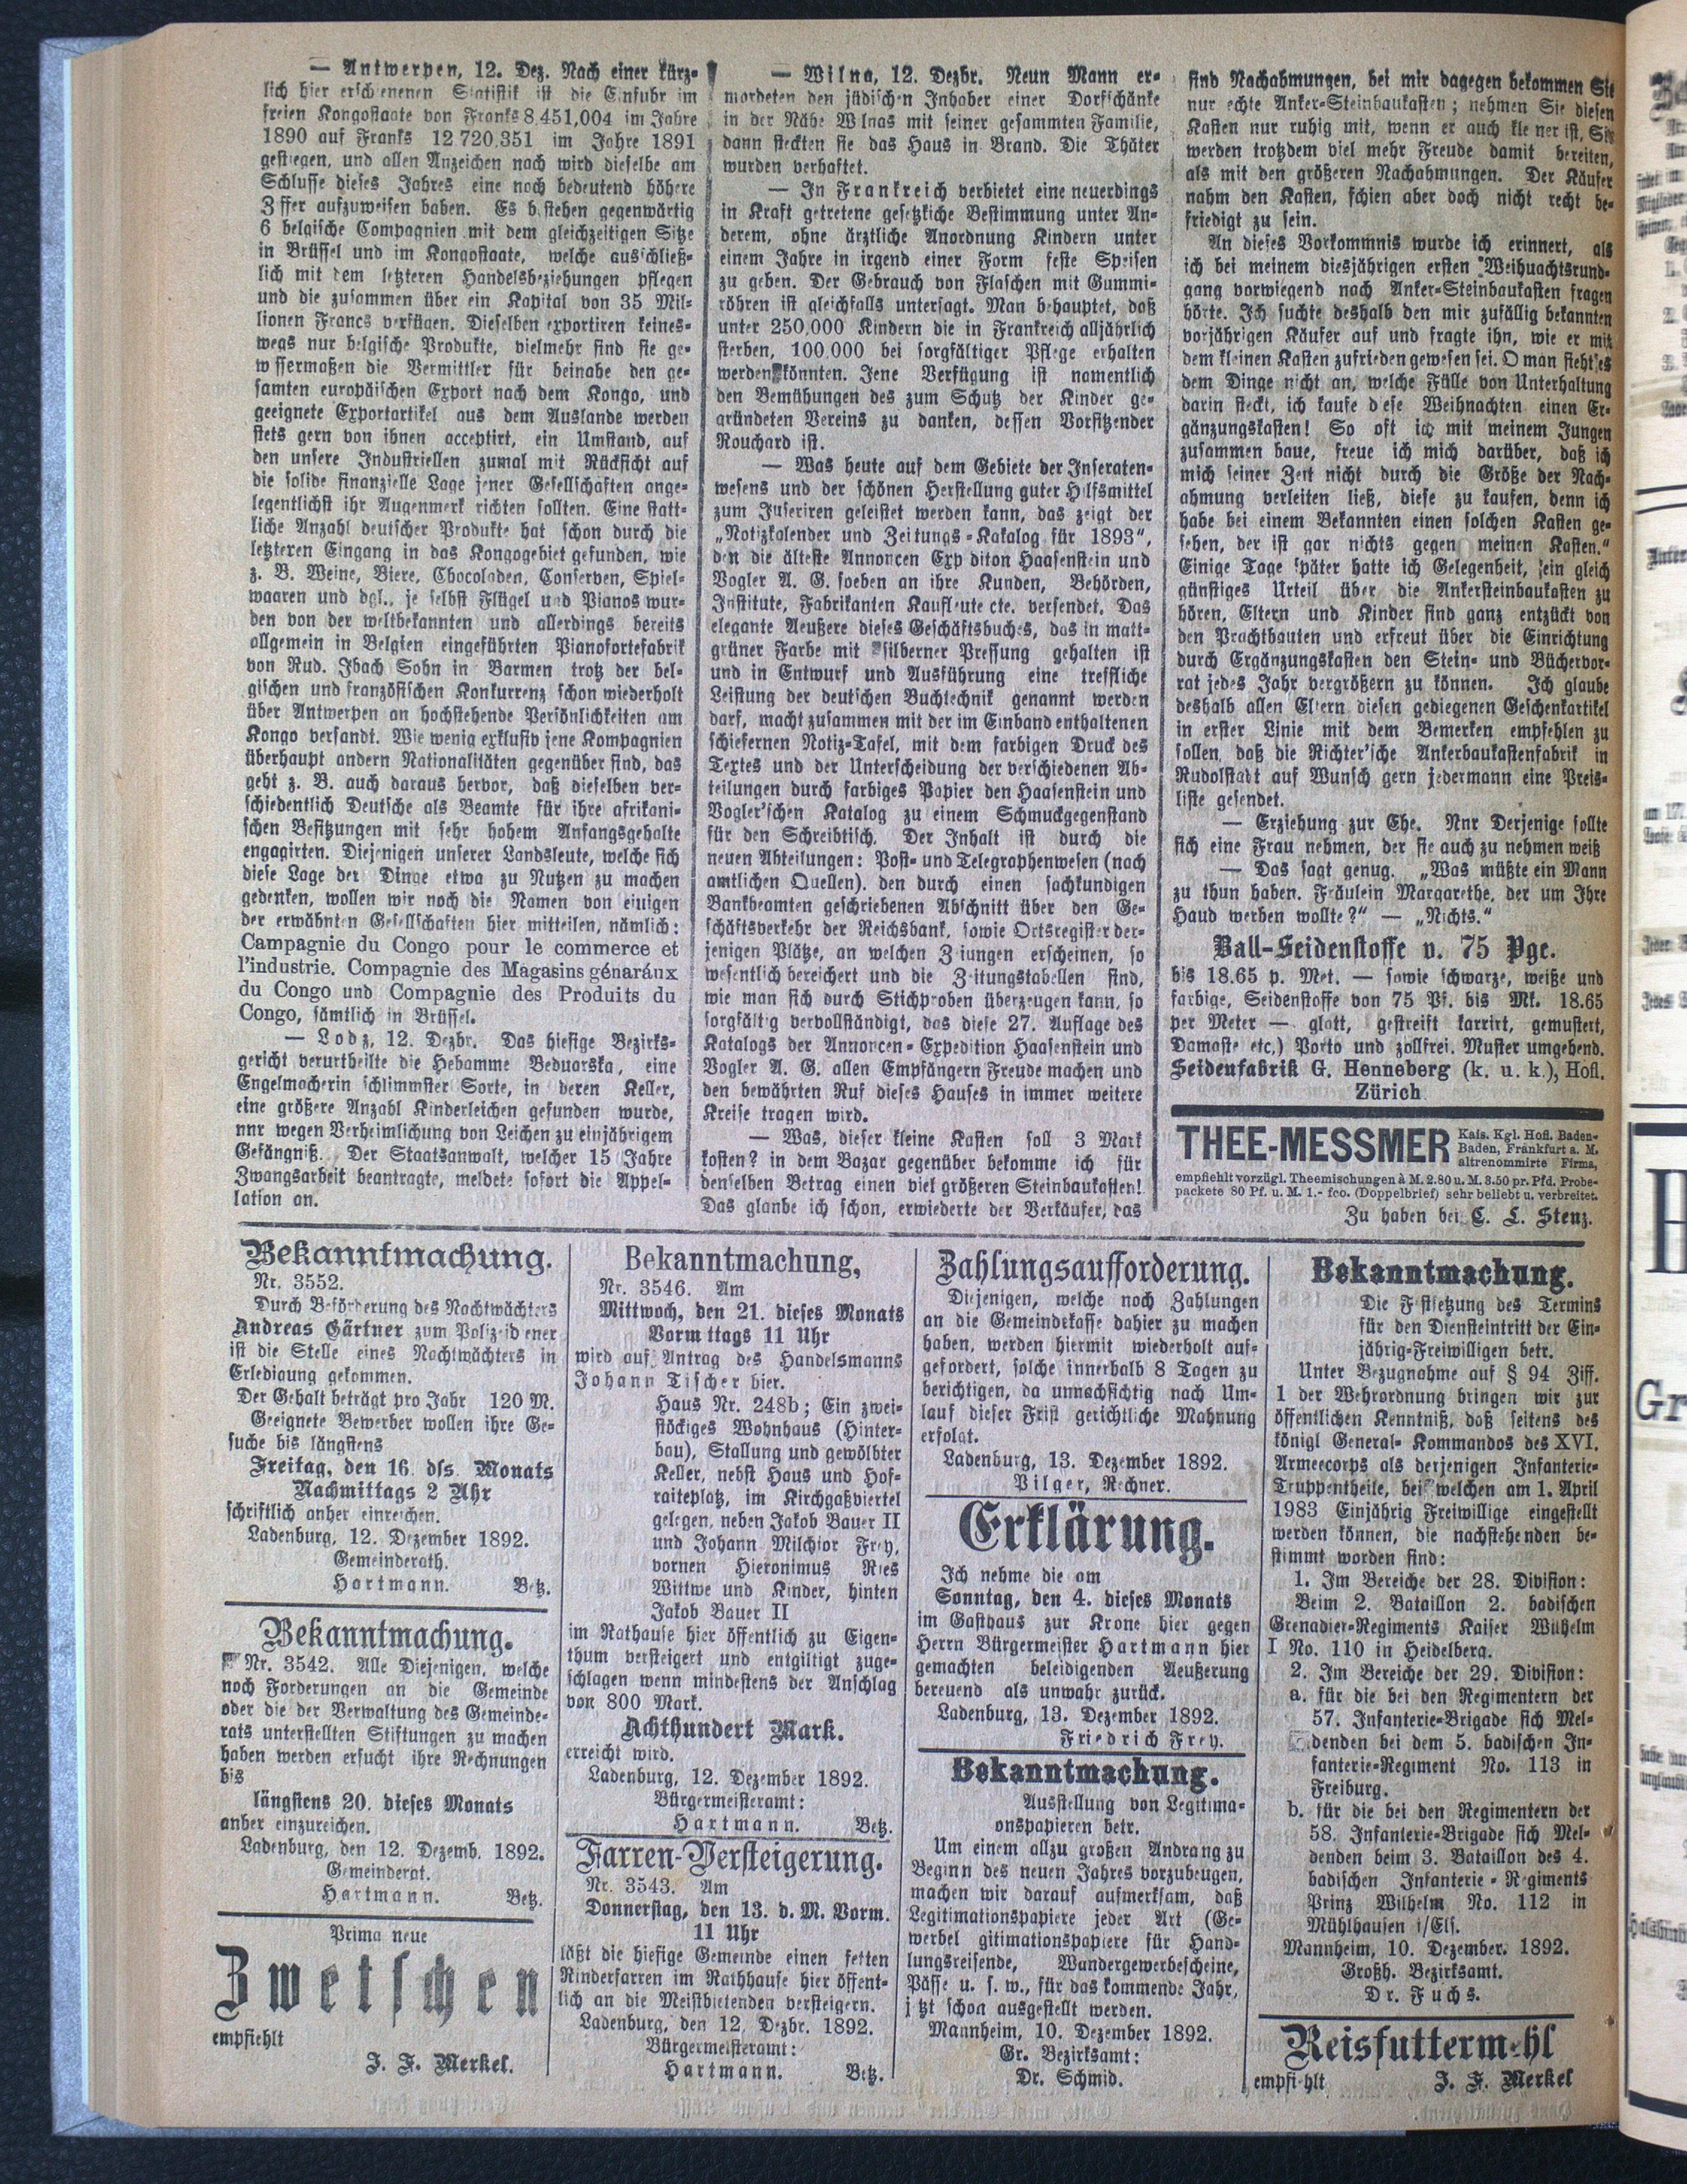 — Antwerpen, 12. Dez. Nach einer kürz-
lich hier erschienenen Statistik ist die Einfuhr im
freien Kongostaate von Franks 8,451,004 im Jahre
1890 auf Franks 12 720,351 im Jahre 1891
gestiegen, und allen Anzeichen nach wird dieselbe am
Schlusse dieses Jahres eine noch bedeutend höhere
Ziffer aufzuweisen haben. Es bestehen gegenwärtig
6 belgische Compagnien mit dem gleichzeitigen Sitze
in Brüssel und im Kongostaate, welche ausschließ-
lich mit dem letzteren Handelsbeziehungen pflegen
und die zusammen über ein Kapital von 35 Mil-
lionen Francs verfügen. Dieselben exportiren keines-
wegs nur belgische Produkte, vielmehr sind sie ge-
wissermaßen die Vermittler für beinahe den ge-
samten europäischen Export nach dem Kongo, und
geeignete Exportartikel aus dem Auslande werden
stets gern von ihnen acceptirt, ein Umstand, auf
den unsere Industriellen zumal mit Rücksicht auf
die solide finanzielle Lage jener Gesellschaften ange-
legentlichst ihr Augenmerk richten sollten. Eine statt-
liche Anzahl deutscher Produkte hat schon durch die
letzteren Eingang in das Kongogebiet gefunden, wie
z. B. Weine, Biere, Chocoladen, Conserven, Spiel-
waaren und dgl., je selbst Flügel und Pianos wur-
den von der weltbekannten und allerdings bereits
allgemein in Belgien eingeführten Pianofortefabrik
von Rud. Ibach Sohn in Barmen trotz der bel-
gischen und französischen Konkurrenz schon wiederholt
über Antwerpen an hochstehende Persönlichkeiten am
Kongo versandt. Wie wenig exklusiv jene Kompagnien
überhaupt andern Nationalitäten gegenüber sind, das
geht z. B. auch daraus hervor, daß dieselben ver-
schiedentlich Deutsche als Beamte für ihre afrikani-
schen Besitzungen mit sehr hohem Anfangsgehalte
engagirten. Diejenigen unserer Landsleute, welche sich
diese Lage der Dinge etwa zu Nutzen zu machen
gedenken, wollen wir noch die Namen von einigen
der erwähnten Gesellschaften hier mitteilen, nämlich:
Campagnie du Congo pour le commerce et
l'industrie. Compagnie des Magasins génaráux
du Congo und Compagnie des Produits du
Congo, sämtlich in Brüssel.
— Lodz, 12. Dezbr. Das hiesige Bezirks-
gericht verurtheilte die Hebamme Beduarska, eine
Engelmacherin schlimmster Sorte, in deren Keller,
eine größere Anzahl Kinderleichen gefunden wurde,
nnr wegen Verheimlichung von Leichen zu einjährigem
Gefängniß. Der Staatsanwalt, welcher 15 Jahre
Zwangsarbeit beantragte, meldete sofort die Appel-
lation an.
— Wilna, 12. Dezbr. Neun Mann er-
mordeten den jüdischen Inhaber einer Dorfschänke
in der Nähe Wilnas mit seiner gesammten Familie,
dann steckten sie das Haus in Brand. Die Thäter
wurden verhaftet.
— In Frankreich verbietet eine neuerdings
in Kraft getretene gesetzliche Bestimmung unter An-
derem, ohne ärztliche Anordnung Kindern unter
einem Jahre in irgend einer Form feste Speisen
zu geben. Der Gebrauch von Flaschen mit Gummi-
röhren ist gleichfalls untersagt. Man behauptet, daß
unter 250,000 Kindern die in Frankreich alljährlich
sterben, 100,000 bei sorgfältiger Pflege erhalten
werden könnten. Jene Verfügung ist namentlich
den Bemühungen des zum Schutz der Kinder ge-
gründeten Vereins zu danken, dessen Vorsitzender
Rouchard ist.
— Was heute auf dem Gebiete der Inseraten-
wesens und der schönen Herstellung guter Hilfsmittel
zum Inseriren geleistet werden kann, das zeigt der
„Notizkalender und Zeitungs-Katalog für 1893",
den die älteste Annoncen Expditon Haasenstein und
Vogler A. G. soeben an ihre Kunden, Behörden,
Institute, Fabrikanten Kaufleute ctc. versendet. Das
elegante Aeußere dieses Geschäftsbuches, das in matt-
grüner Farbe mit silberner Pressung gehalten ist
und in Entwurf und Ausführung eine treffliche
Leistung der deutschen Buchtechnik genannt werden
darf, macht zusammen mit der im Einband enthaltenen
schiefernen Notiz-Tafel, mit dem farbigen Druck des
Textes und der Unterscheidung der verschiedenen Ab-
teilungen durch farbiges Papier den Haasenstein und
Vogler'schen Katalog zu einem Schmuckgegenstand
für den Schreibtisch. Der Inhalt ist durch die
neuen Abteilungen: Post- und Telegraphenwesen (nach
amtlichen Quellen). den durch einen sachkundigen
Bankbeamten geschriebenen Abschnitt über den Ge-
schäftsverkehr der Reichsbank, sowie Ortsregister der-
jenigen Plätze, an welchen Zeiungen erscheinen, so
wesentlich bereichert und die Zeitungstabellen sind,
wie man sich durch Stichproben überzeugen kann, so
sorgfältig vervollständigt, das diese 27. Auflage des
Katalogs der Annoncen-Expedition Haasenstein und
Vogler A. G. allen Empfängern Freude machen und
den bewährten Ruf dieses Hauses in immer weitere
Kreise tragen wird.
— Was, dieser kleine Kasten soll 3 Mark
kosten? in dem Bazar gegenüber bekomme ich für
denselben Betrag einen viel größeren Steinbaukasten!
Das glaube ich schon, erwiederte der Verkäufer, das
sind Nachahmungen, bei mir dagegen bekommen Sie
nur echte Anker-Steinbaukasten; nehmen Sie diesen
Kasten nur ruhig mit, wenn er auch kleiner ist, Sie
werden trotzdem viel mehr Freude damit bereiten,
als mit den größeren Nachahmungen. Der Käufer
nahm den Kasten, schien aber doch nicht recht be-
friedigt zu sein.
An dieses Vorkommnis wurde ich erinnert, als
ich bei meinem diesjährigen ersten Weihuachtsrund-
gang vorwiegend nach Anker-Steinbaukasten fragen
hörte. Ich suchte deshalb den mir zufällig bekannten
vorjährigen Käufer auf und fragte ihn, wie er mit
dem kleinen Kasten zufrieden gewesen sei. O man sieht's
dem Dinge nicht an, welche Fülle von Unterhaltung
darin steckt, ich kaufe diese Weihnachten einen Er-
gänzungskasten! So oft ich mit meinem Jungen
zusammen baue, freue ich mich darüber, daß ich
mich seiner Zeit nicht durch die Größe der Nach-
ahmung verleiten ließ, diese zu kaufen, denn ich
habe bei einem Bekannten einen solchen Kasten ge-
sehen, der ist gar nichts gegen meinen Kasten."
Einige Tage später hatte ich Gelegenheit, sein gleich
günstiges Urteil über die Ankersteinbaukasten zu
hören, Eltern und Kinder sind ganz entzückt von
den Prachtbauten und erfreut über die Einrichtung
durch Ergänzungskasten den Stein- und Büchervor-
rat jedes Jahr vergrößern zu können. Ich glaube
deshalb allen Eltern diesen gediegenen Geschenkartikel
in erster Linie mit dem Bemerken empfehlen zu
sollen, daß die Richter'sche Ankerbaukastenfabrik in
Rudolstadt auf Wunsch gern jedermann eine Preis-
liste gesendet.
— Erziehung zur Ehe. Nnr Derjenige sollte
sich eine Frau nehmen, der sie auch zu nehmen weiß
— Das sagt genug. „Was müßte ein Mann
zu thun haben. Fräulein Margarethe, der um Ihre
Haud werben wollte?" — „Nichts."
Ball-Seidenstoffe v. 75 Pge.
bis 18.65 p. Met. — sowie schwarze, weiße und
farbige, Seidenstoffe von 75 Pf. bis Mk. 18.65
per Meter — glatt, gestreift karrirt, gemustert,
Damaste etc.) Porto und zollfrei. Muster umgehend.
Seidenfabrik G. Henneberg (k. u. k.), Hofl.
Zürich
THEE-MESSMER
Kais. Kgl. Hofl. Baden-
Baden, Frankfurt a. M.
altrenommirte Firma,
empfiehlt vorzügl. Theemischungen à M. 2.80 u. M. 3.50 pr. Pfd. Probe-
packete 80 Pf. u. M. 1.- fco. (Doppelbrief) sehr beliebt u. verbreitet.
Zu haben bei C. L. Stenz.
Bekanntmachung.
Nr. 3552.
Durch Beförderung des Nachtwächters
Andreas Gärtner zum Polizeidiener
ist die Stelle eines Nachtwächters in
Erledigung gekommen.
Der Gehalt beträgt pro Jahr 120 M.
Geeignete Bewerber wollen ihre Ge-
suche bis längstens
Freitag, den 16. dss. Monats
Nachmittags 2 Uhr
schriftlich anher einreichen.
Ladenburg, 12. Dezember 1892.
Gemeinderath.
Hartmann. Betz.
Bekanntmachung.
Nr. 3542. Alle Diejenigen, welche
noch Forderungen an die Gemeinde
oder die der Verwaltung des Gemeinde-
rats unterstellten Stiftungen zu machen
haben werden ersucht ihre Rechnungen
bis
längstens 20. dieses Monats
anher einzureichen.
Ladenburg, den 12. Dezemb. 1892.
Gemeinderat.
Hartmann. Betz.
Prima neue
Zwetschen
empfiehlt
J. F. Merkel.
Bekanntmachung,
Nr. 3546. Am
Mittwoch, den 21. dieses Monats
Vormittags 11 Uhr
wird auf Antrag des Handelsmanns
Johann Tischer hier.
Haus Nr. 248b; Ein zwei-
stöckiges Wohnhaus (Hinter-
bau), Stallung und gewölbter
Keller, nebst Haus und Hof-
raiteplatz, im Kirchgaßviertel
gelegen, neben Jakob Bauer II
und Johann Milchior Frey,
vornen Hieronimus Ries
Wittwe und Kinder, hinten
Jakob Bauer II
im Rathause hier öffentlich zu Eigen-
thum versteigert und entgiltigt zuge-
schlagen wenn mindestens der Anschlag
von 800 Mark.
Achthundert Mark.
erreicht wird.
Ladenburg, 12. Dezember 1892.
Bürgermeisteramt:
Hartmann. Betz.
Farren-Versteigerung.
Nr. 3543. Am
Donnerstag, den 13. d. M. Vorm.
11 Uhr
läßt die hiesige Gemeinde einen fetten
Rinderfarren im Rathhause hier öffent-
lich an die Meistbietenden versteigern.
Ladenburg, den 12. Dezbr. 1892.
Bürgermeisteramt:
Hartmann. Betz.
Zahlungsaufforderung.
Diejenigen, welche noch Zahlungen
an die Gemeindekasse dahier zu machen
haben, werden hiermit wiederholt auf-
gefordert, solche innerhalb 8 Tagen zu
berichtigen, da unnachsichtig nach Um-
lauf dieser Frist gerichtliche Mahnung
erfolgt.
Ladenburg, 13. Dezember 1892.
Pilger, Rechner.
Erklärung.
Ich nehme die am
Sonntag, den 4. dieses Monats
im Gasthaus zur Krone hier gegen
Herrn Bürgermeister Hartmann hier
gemachten beleidigenden Aeußerung
bereuend als unwahr zurück.
Ladenburg, 13. Dezember 1892.
Friedrich Frey.
Bekanntmachung.
Ausstellung von Legitima-
onspapieren betr.
Um einem allzu großen Andrang zu
Beginn des neuen Jahres vorzubeugen,
machen wir darauf aufmerksam, daß
Legitimationspapiere jeder Art (Ge-
werbelegitimationspapiere für Hand-
lungsreisende, Wandergewerbescheine,
Pässe u. s. w., für das kommende Jahr,
jetzt schon ausgestellt werden.
Mannheim, 10. Dezember 1892.
Gr. Bezirksamt:
Dr. Schmid.
Bekanntmachung.
Die Festsetzung des Termins
für den Diensteintritt der Ein-
jährig-Freiwilligen betr.
Unter Bezugnahme auf § 94 Ziff.
1 der Wehrordnung bringen wir zur
öffentlichen Kenntniß, daß seitens des
königl General-Kommandos des XVI.
Armeecorps als derjenigen Infanterie-
Truppentheile, bei welchen am 1. April
1983 Einjährig Freiwillige eingestellt
werden können, die nachstehenden be-
stimmt worden sind:
1. Im Bereiche der 28. Division:
Beim 2. Bataillon 2. badischen
Grenadier-Regiments Kaiser Wilhelm
I No. 110 in Heidelberg.
2. Im Bereiche der 29. Division:
a. für die bei den Regimentern der
57. Infanterie-Brigade sich Mel-
denden bei dem 5. badischen In-
fanterie-Regiment No. 113 in
Freiburg.
b. für die bei den Regimentern der
58. Infanterie-Brigade sich Mel-
denden beim 3. Bataillon des 4.
badischen Infanterie-Regiments
Prinz Wilhelm No. 112 in
Mühlhausen i/Els.
Mannheim, 10. Dezember. 1892.
Großh. Bezirksamt.
Dr. Fuchs.
Reisfuttermehl
empfiehlt J. F. Merkel